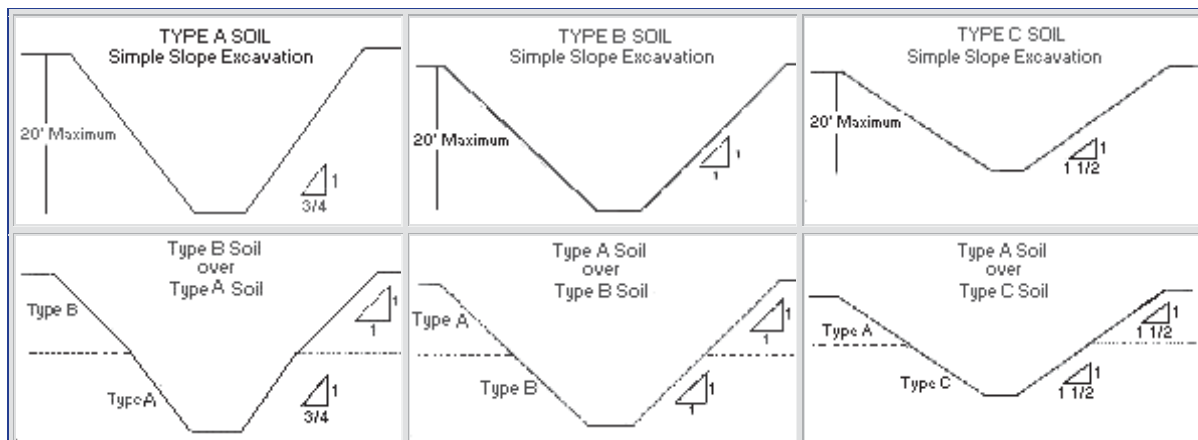 TYPE A SOIL
Simple Slope Excavation
20' Maximum
1
3/4
TYPE B SOIL
Simple Slope Excavation
20' Maximum
1
1
TYPE C SOIL
Simple Slope Excavation
20' Maximum
1
1 1/2
Type B Soil
over
Type A Soil
Type B
1
1
Type A
1
3/4
Type A Soil
over
Type B Soil
Type A
1
1
Type B
1
1
Type A Soil
over
Type C Soil
Type A
1
1 1/2
Type C
1
1 1/2